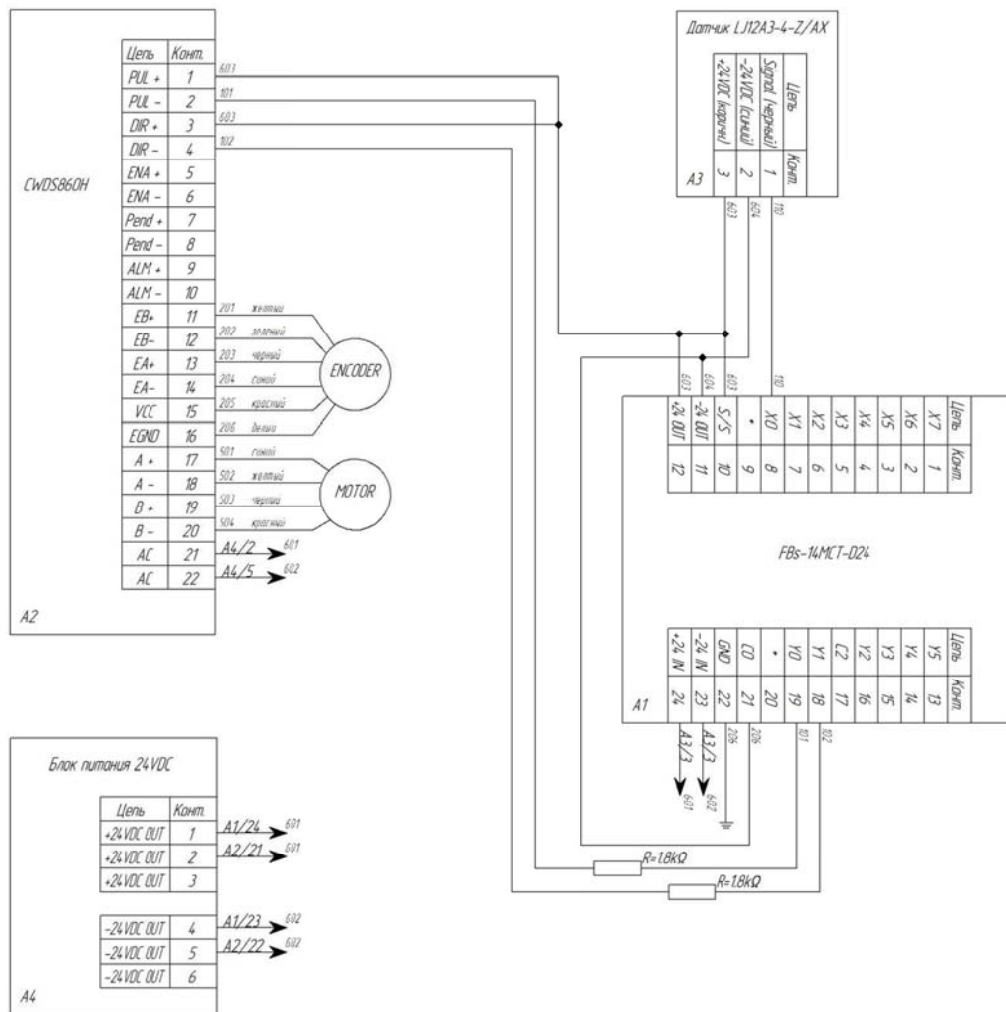 CWDS860H
Цепь Конт.
PUL + 1 603
PUL - 2 101
DIR + 3 603
DIR - 4 102
ENA + 5
ENA - 6
Pend + 7
Pend - 8
ALM + 9
ALM - 10
EB+ 11 201 желтый
EB- 12 202 зеленый
EA+ 13 203 черный
EA- 14 204 синий
VCC 15 205 красный
EGND 16 206 белый
A + 17 501 синий
A - 18 502 желтый
B + 19 503 черный
B - 20 504 красный
AC 21 A4/2 601
AC 22 A4/5 602
A2
ENCODER
MOTOR
Датчик LJ12A3-4-Z/AX
Цепь Конт.
Signal (черный) 1
-24VDC (синий) 2
+24VDC (коричн) 3
A3
603
604
110
603
604
603
110
Цепь Конт.
+24 OUT 12
-24 OUT 11
S/S 10
* 9
X0 8
X1 7
X2 6
X3 5
X4 4
X5 3
X6 2
X7 1
FBs-14MCT-D24
Цепь Конт.
+24 IN 24
-24 IN 23
GND 22
C0 21
* 20
Y0 19
Y1 18
C2 17
Y2 16
Y3 15
Y4 14
Y5 13
A1
A3/3 601
A3/3 602
206
206
101
102
R=1.8kΩ
R=1.8kΩ
Блок питания 24VDC
Цепь Конт.
+24VDC OUT 1 A1/24 601
+24VDC OUT 2 A2/21 601
+24VDC OUT 3
-24VDC OUT 4 A1/23 602
-24VDC OUT 5 A2/22 602
-24VDC OUT 6
A4